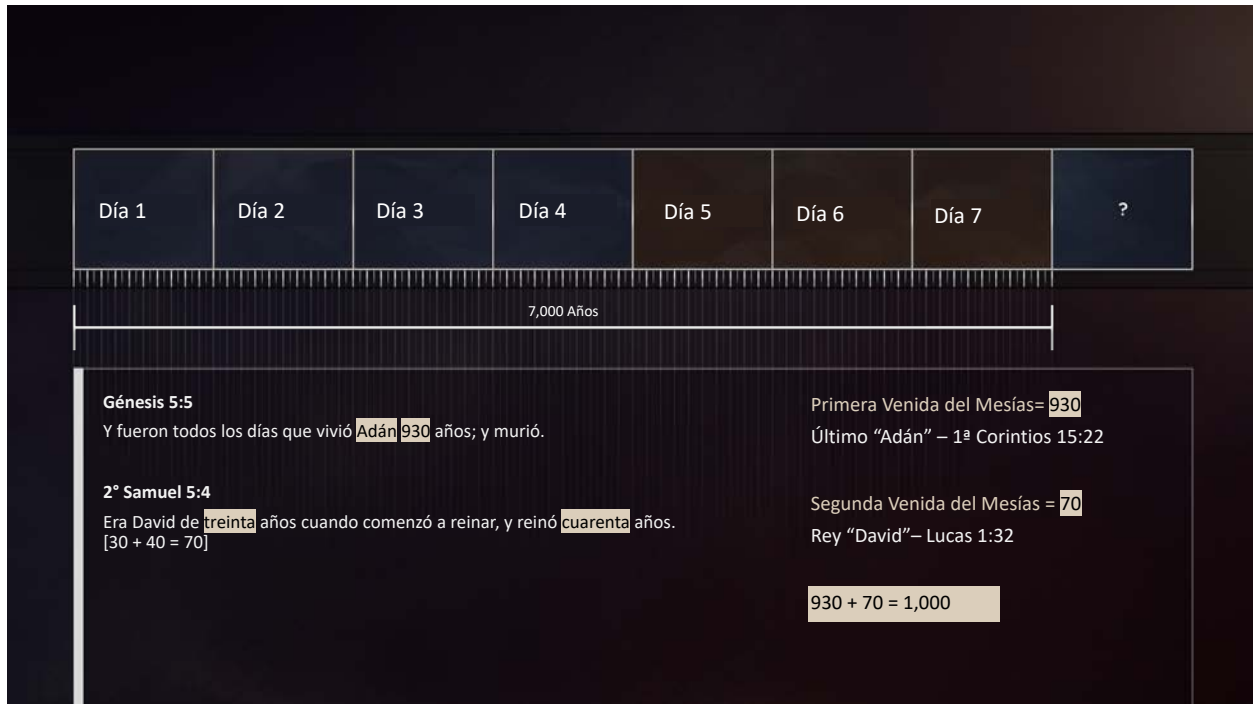 Día 1
Día 2
Día 3
Día 4
Día 5
Día 6
Día 7
?
7,000 Años
Génesis 5:5
Y fueron todos los días que vivió Adán 930 años; y murió.
2° Samuel 5:4
Era David de treinta años cuando comenzó a reinar, y reinó cuarenta años.
[30 + 40 = 70]
Primera Venida del Mesías= 930
Último “Adán” – 1ª Corintios 15:22
Segunda Venida del Mesías = 70
Rey “David”– Lucas 1:32
930 + 70 = 1,000